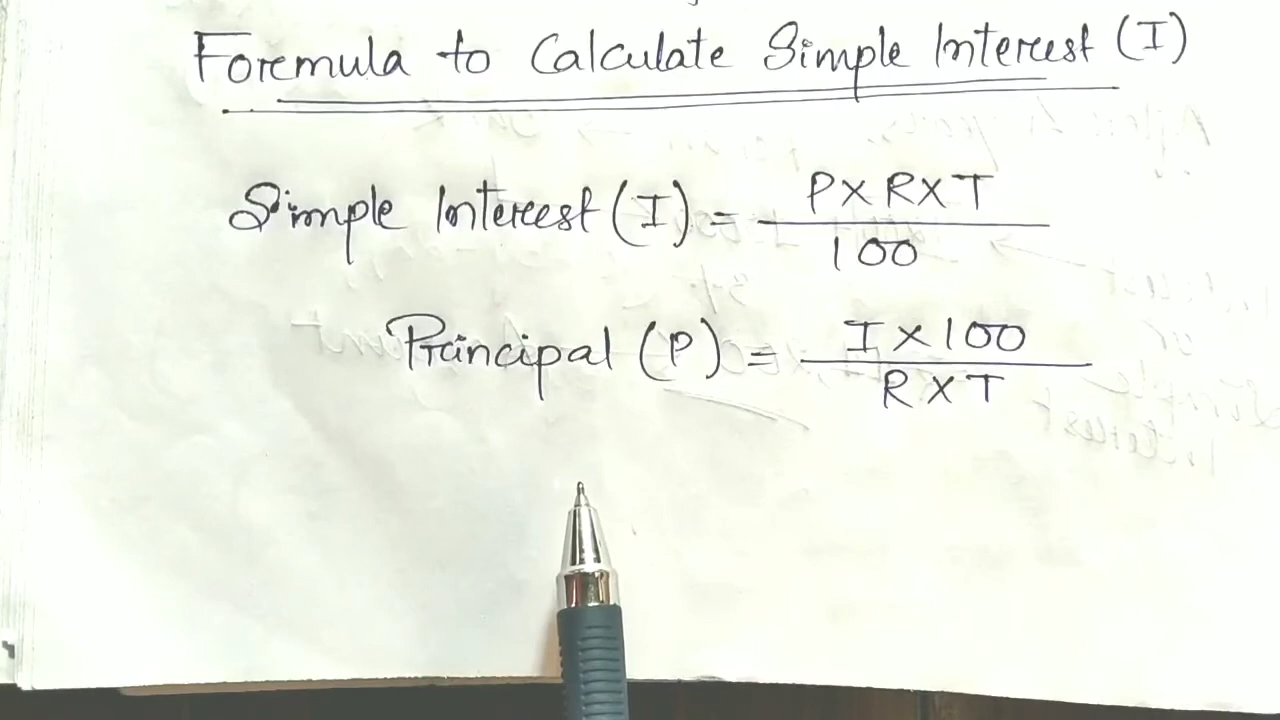 Formula to Calculate Simple Interest (I)
Simple Interest (I) = P X R X T / 100
Principal (P) = I X 100 / R X T